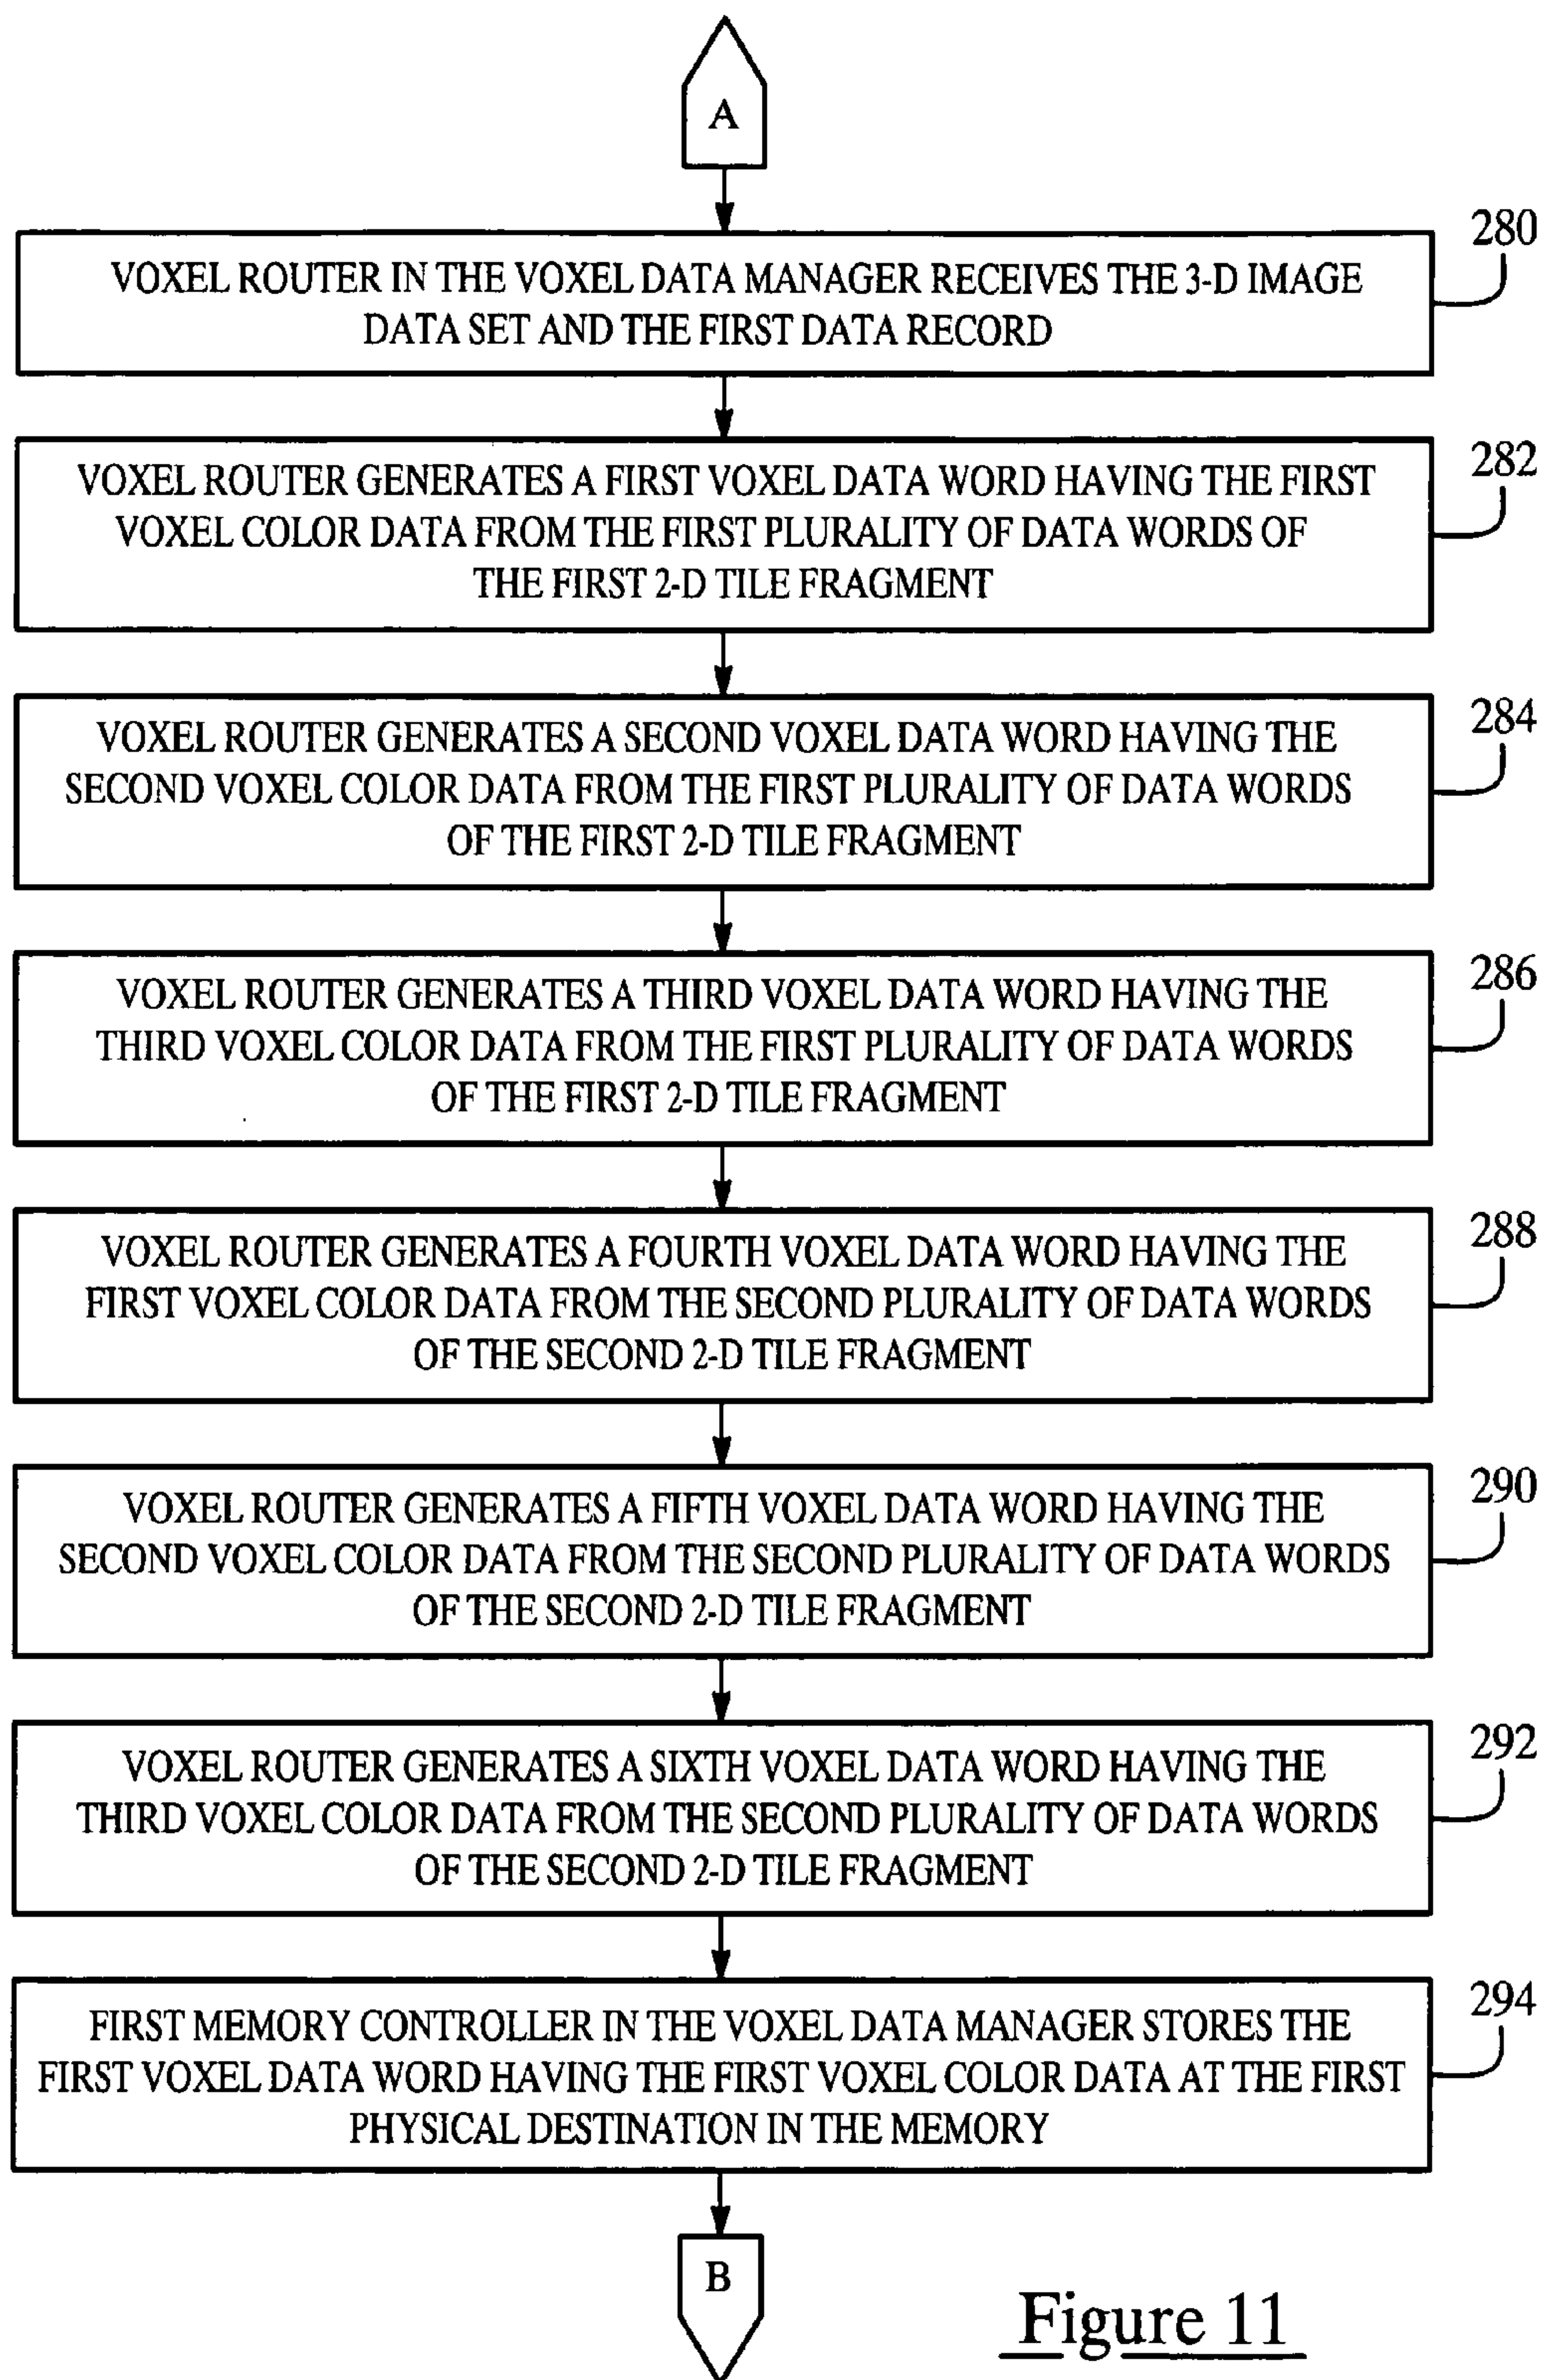 A
280
VOXEL ROUTER IN THE VOXEL DATA MANAGER RECEIVES THE 3-D IMAGE
DATA SET AND THE FIRST DATA RECORD
282
VOXEL ROUTER GENERATES A FIRST VOXEL DATA WORD HAVING THE FIRST
VOXEL COLOR DATA FROM THE FIRST PLURALITY OF DATA WORDS OF
THE FIRST 2-D TILE FRAGMENT
284
VOXEL ROUTER GENERATES A SECOND VOXEL DATA WORD HAVING THE
SECOND VOXEL COLOR DATA FROM THE FIRST PLURALITY OF DATA WORDS
OF THE FIRST 2-D TILE FRAGMENT
286
VOXEL ROUTER GENERATES A THIRD VOXEL DATA WORD HAVING THE
THIRD VOXEL COLOR DATA FROM THE FIRST PLURALITY OF DATA WORDS
OF THE FIRST 2-D TILE FRAGMENT
288
VOXEL ROUTER GENERATES A FOURTH VOXEL DATA WORD HAVING THE
FIRST VOXEL COLOR DATA FROM THE SECOND PLURALITY OF DATA WORDS
OF THE SECOND 2-D TILE FRAGMENT
290
VOXEL ROUTER GENERATES A FIFTH VOXEL DATA WORD HAVING THE
SECOND VOXEL COLOR DATA FROM THE SECOND PLURALITY OF DATA WORDS
OF THE SECOND 2-D TILE FRAGMENT
292
VOXEL ROUTER GENERATES A SIXTH VOXEL DATA WORD HAVING THE
THIRD VOXEL COLOR DATA FROM THE SECOND PLURALITY OF DATA WORDS
OF THE SECOND 2-D TILE FRAGMENT
294
FIRST MEMORY CONTROLLER IN THE VOXEL DATA MANAGER STORES THE
FIRST VOXEL DATA WORD HAVING THE FIRST VOXEL COLOR DATA AT THE FIRST
PHYSICAL DESTINATION IN THE MEMORY
B
Figure 11